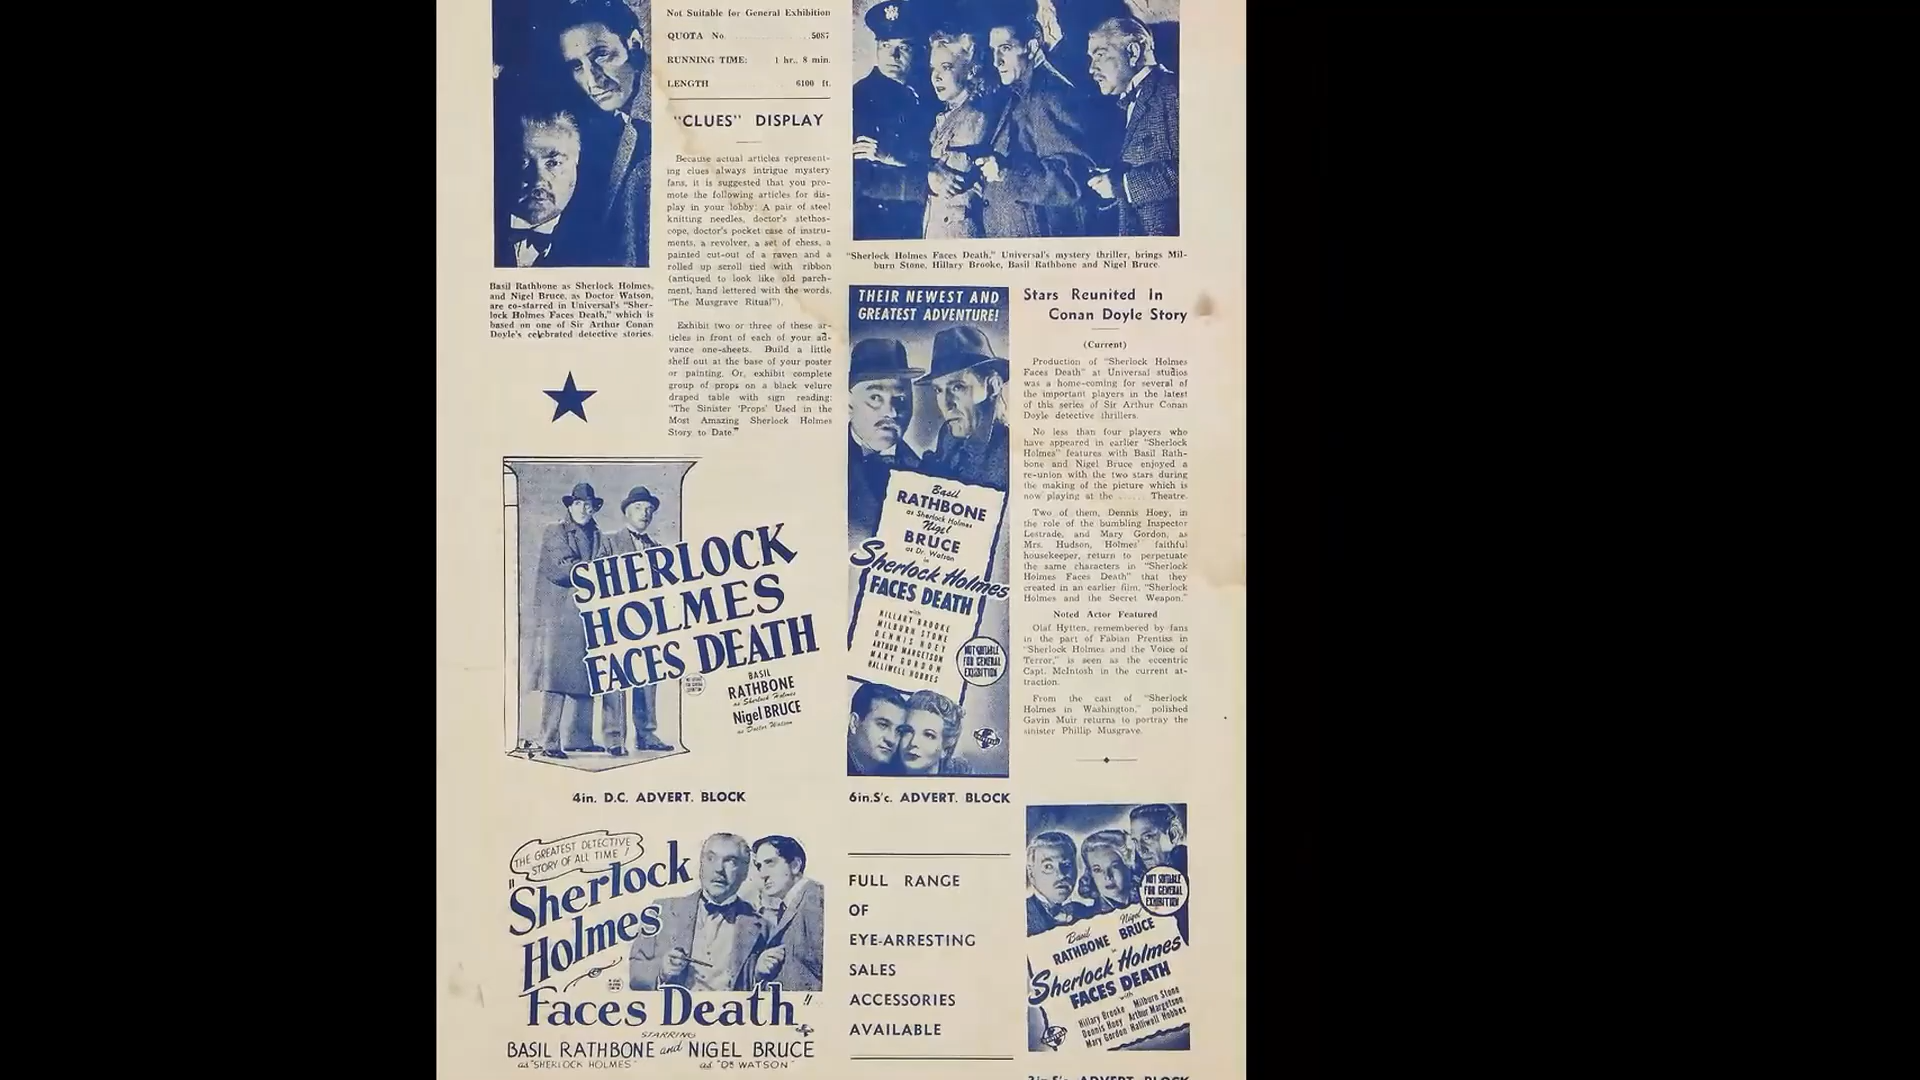 Basil Rathbone as Sherlock Holmes,
and Nigel Bruce, as Doctor Watson,
are co-starred in Universal's "Sher-
lock Holmes Faces Death," which is
based on one of Sir Arthur Conan
Doyle's celebrated detective stories.
Not Suitable for General Exhibition
QUOTA No. 5087
RUNNING TIME: 1 hr., 8 min.
LENGTH 6100 ft.
"CLUES" DISPLAY
Because actual articles represent-
ing clues always intrigue mystery
fans, it is suggested that you pro-
mote the following articles for dis-
play in your lobby: A pair of steel
knitting needles, doctor's stethos-
cope, doctor's pocket case of instru-
ments, a revolver, a set of chess, a
painted cut-out of a raven and a
rolled up scroll tied with ribbon
(antiqued to look like old parch-
ment, hand lettered with the words,
"The Musgrave Ritual").
Exhibit two or three of these ar-
ticles in front of each of your ad-
vance one-sheets. Build a little
shelf out at the base of your poster
or painting. Or, exhibit complete
group of props on a black velure
draped table with sign reading:
"The Sinister 'Props' Used in the
Most Amazing Sherlock Holmes
Story to Date."
SHERLOCK
HOLMES
FACES DEATH
BASIL
RATHBONE
as Sherlock Holmes
Nigel BRUCE
as Doctor Watson
4in. D.C. ADVERT. BLOCK
THE GREATEST DETECTIVE
STORY OF ALL TIME!
"Sherlock
Holmes
Faces Death"
STARRING
BASIL RATHBONE and NIGEL BRUCE
as "SHERLOCK HOLMES" as "DR WATSON"
"Sherlock Holmes Faces Death," Universal's mystery thriller, brings Mil-
burn Stone, Hillary Brooke, Basil Rathbone and Nigel Bruce.
THEIR NEWEST AND
GREATEST ADVENTURE!
Basil
RATHBONE
as Sherlock Holmes
Nigel
BRUCE
as Dr. Watson
in
Sherlock Holmes
FACES DEATH
with
HILLARY BROOKE
MILBURN STONE
DENNIS HOEY
ARTHUR MARGETSON
MARY GORDON
HALLIWELL HOBBES
NOT SUITABLE
FOR GENERAL
EXHIBITION
6in.S'c. ADVERT. BLOCK
FULL RANGE
OF
EYE-ARRESTING
SALES
ACCESSORIES
AVAILABLE
Stars Reunited In
Conan Doyle Story
(Current)
Production of "Sherlock Holmes
Faces Death" at Universal studios
was a home-coming for several of
the important players in the latest
of this series of Sir Arthur Conan
Doyle detective thrillers.
No less than four players who
have appeared in earlier "Sherlock
Holmes" features with Basil Rath-
bone and Nigel Bruce enjoyed a
re-union with the two stars during
the making of the picture which is
now playing at the ...... Theatre.
Two of them, Dennis Hoey, in
the role of the bumbling Inspector
Lestrade, and Mary Gordon, as
Mrs. Hudson, Holmes' faithful
housekeeper, return to perpetuate
the same characters in "Sherlock
Holmes Faces Death" that they
created in an earlier film, "Sherlock
Holmes and the Secret Weapon."
Noted Actor Featured
Olaf Hytten, remembered by fans
in the part of Fabian Prentiss in
"Sherlock Holmes and the Voice of
Terror," is seen as the eccentric
Capt. McIntosh in the current at-
traction.
From the cast of "Sherlock
Holmes in Washington," polished
Gavin Muir returns to portray the
sinister Phillip Musgrave.
NOT SUITABLE
FOR GENERAL
EXHIBITION
Basil Nigel
RATHBONE BRUCE
in
Sherlock Holmes
FACES DEATH
with
Hillary Brooke Milburn Stone
Dennis Hoey Arthur Margetson
Mary Gordon Halliwell Hobbes
ADVERT. BLOCK